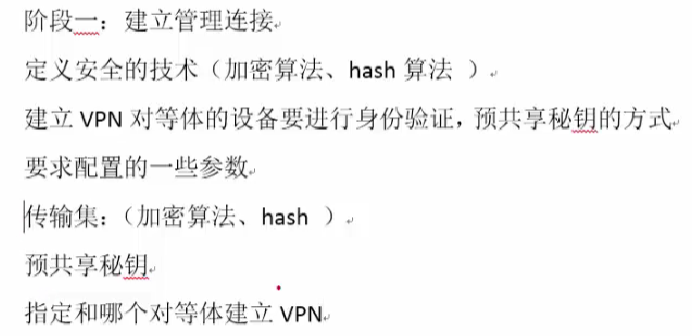 阶段一：建立管理连接
定义安全的技术（加密算法、hash 算法 ）
建立 VPN 对等体的设备要进行身份验证，预共享秘钥的方式
要求配置的一些参数
传输集：（加密算法、hash ）
预共享秘钥
指定和哪个对等体建立 VPN